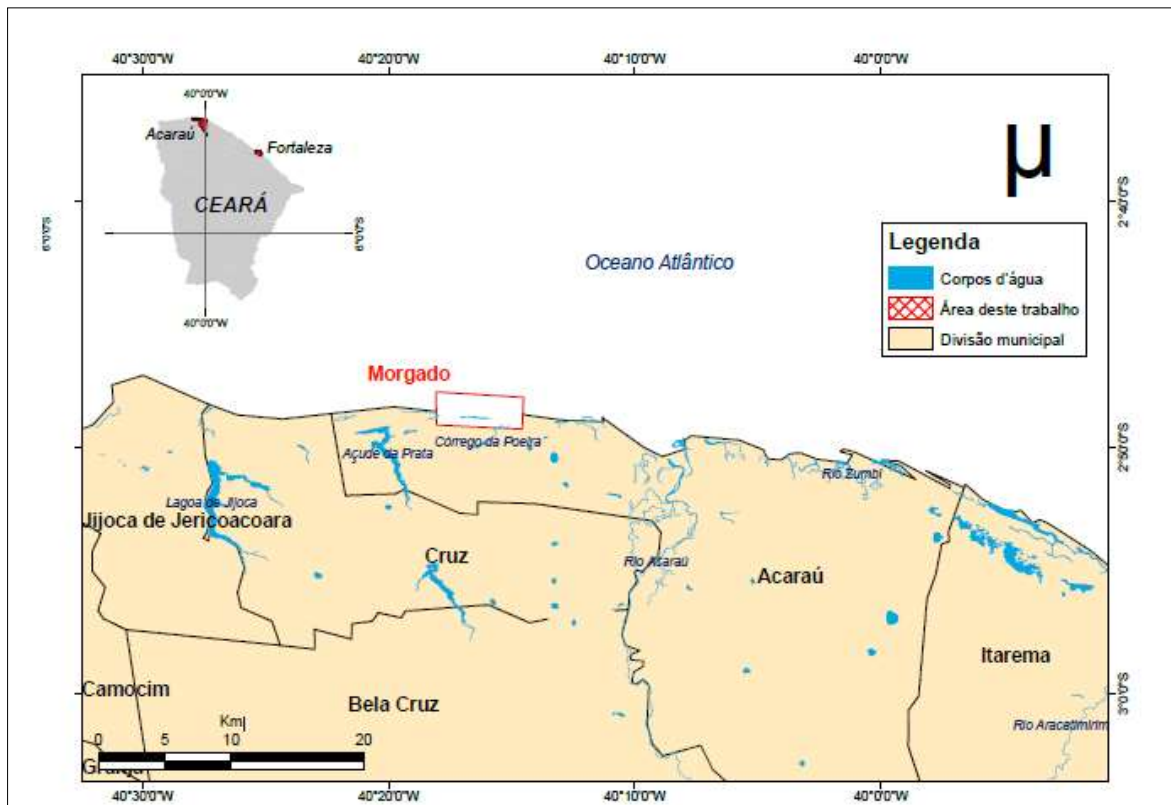 40°30'0"W
40°20'0"W
40°10'0"W
40°0'0"W
40°0'0"W
Acaraú
Fortaleza
CEARÁ
6°0'0"S
6°0'0"S
40°0'0"W
µ
2°40'0"S
Oceano Atlântico
Legenda
Corpos d'água
Área deste trabalho
Divisão municipal
Morgado
Córrego da Poeira
Açude da Prata
2°50'0"S
Rio Zumbi
Lagoa de Jijoca
Jijoca de Jericoacoara
Cruz
Rio Acaraú
Acaraú
Itarema
Camocim
Bela Cruz
3°0'0"S
Rio Aracatimirim
Km
0 5 10 20
Granja
40°30'0"W
40°20'0"W
40°10'0"W
40°0'0"W